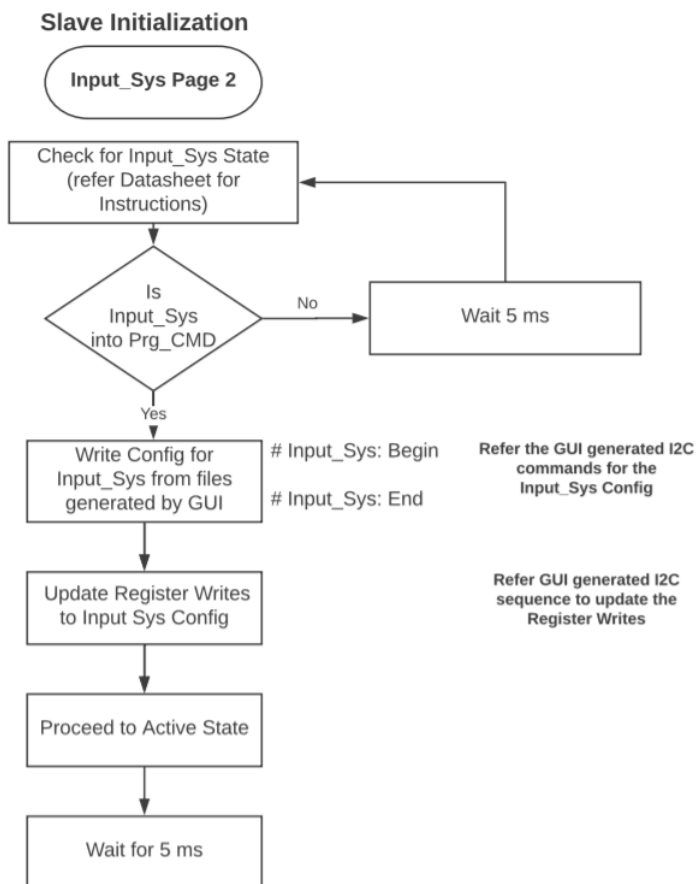 Slave Initialization
Input_Sys Page 2
Check for Input_Sys State
(refer Datasheet for
Instructions)
Is
Input_Sys
into Prg_CMD
No
Wait 5 ms
Yes
Write Config for
Input_Sys from files
generated by GUI
# Input_Sys: Begin
# Input_Sys: End
Refer the GUI generated I2C
commands for the
Input_Sys Config
Update Register Writes
to Input Sys Config
Refer GUI generated I2C
sequence to update the
Register Writes
Proceed to Active State
Wait for 5 ms